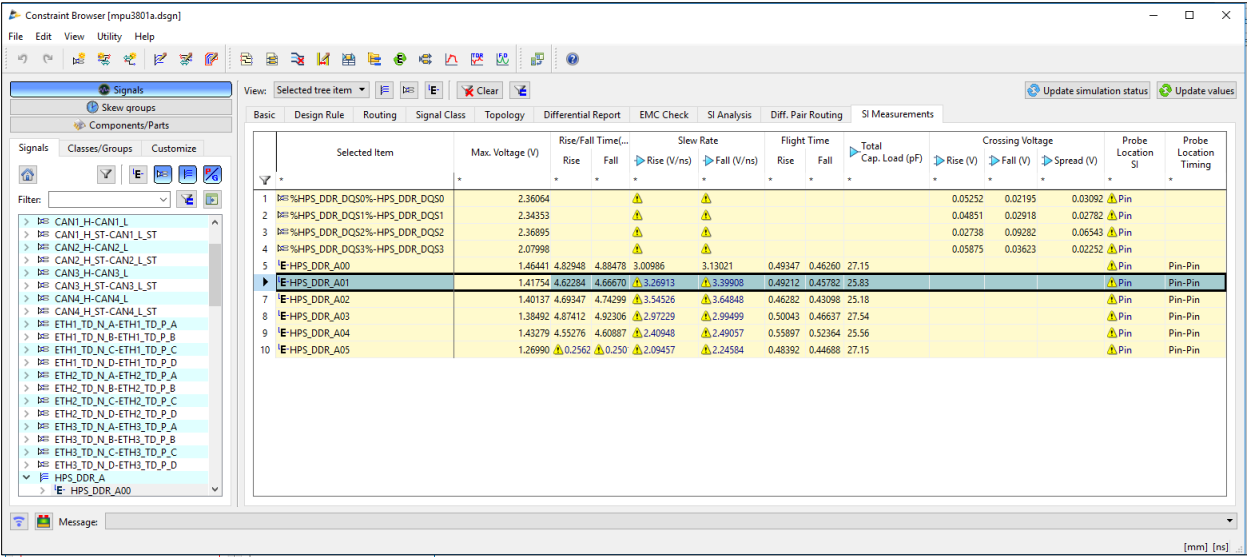 Constraint Browser [mpu3801a.dsgn]
File Edit View Utility Help
Signals
Skew groups
Components/Parts
Signals Classes/Groups Customize
Filter:
CAN1_H-CAN1_L
CAN1_H_ST-CAN1_L_ST
CAN2_H-CAN2_L
CAN2_H_ST-CAN2_L_ST
CAN3_H-CAN3_L
CAN3_H_ST-CAN3_L_ST
CAN4_H-CAN4_L
CAN4_H_ST-CAN4_L_ST
ETH1_TD_N_A-ETH1_TD_P_A
ETH1_TD_N_B-ETH1_TD_P_B
ETH1_TD_N_C-ETH1_TD_P_C
ETH1_TD_N_D-ETH1_TD_P_D
ETH2_TD_N_A-ETH2_TD_P_A
ETH2_TD_N_B-ETH2_TD_P_B
ETH2_TD_N_C-ETH2_TD_P_C
ETH2_TD_N_D-ETH2_TD_P_D
ETH3_TD_N_A-ETH3_TD_P_A
ETH3_TD_N_B-ETH3_TD_P_B
ETH3_TD_N_C-ETH3_TD_P_C
ETH3_TD_N_D-ETH3_TD_P_D
HPS_DDR_A
HPS_DDR_A00
View: Selected tree item Clear Update simulation status Update values
Basic Design Rule Routing Signal Class Topology Differential Report EMC Check SI Analysis Diff. Pair Routing SI Measurements
Selected Item Max. Voltage (V) Rise/Fall Time(... Slew Rate Flight Time Total Cap. Load (pF) Crossing Voltage Probe Location SI Probe Location Timing
Rise Fall Rise (V/ns) Fall (V/ns) Rise Fall Rise (V) Fall (V) Spread (V)
* * * * * * * * * * * * * *
1 %HPS_DDR_DQS0%-HPS_DDR_DQS0 2.36064 0.05252 0.02195 0.03092 Pin
2 %HPS_DDR_DQS1%-HPS_DDR_DQS1 2.34353 0.04851 0.02918 0.02782 Pin
3 %HPS_DDR_DQS2%-HPS_DDR_DQS2 2.36895 0.02738 0.09282 0.06543 Pin
4 %HPS_DDR_DQS3%-HPS_DDR_DQS3 2.07998 0.05875 0.03623 0.02252 Pin
5 HPS_DDR_A00 1.46441 4.82948 4.88478 3.00986 3.13021 0.49347 0.46260 27.15 Pin Pin-Pin
HPS_DDR_A01 1.41754 4.62284 4.66670 3.26913 3.39908 0.49212 0.45782 25.83 Pin Pin-Pin
7 HPS_DDR_A02 1.40137 4.69347 4.74299 3.54526 3.64848 0.46282 0.43098 25.18 Pin Pin-Pin
8 HPS_DDR_A03 1.38492 4.87412 4.92306 2.97229 2.99499 0.50043 0.46637 27.54 Pin Pin-Pin
9 HPS_DDR_A04 1.43279 4.55276 4.60887 2.40948 2.49057 0.55897 0.52364 25.56 Pin Pin-Pin
10 HPS_DDR_A05 1.26990 0.2562 0.250 2.09457 2.24584 0.48392 0.44688 27.15 Pin Pin-Pin
Message:
[mm] [ns]